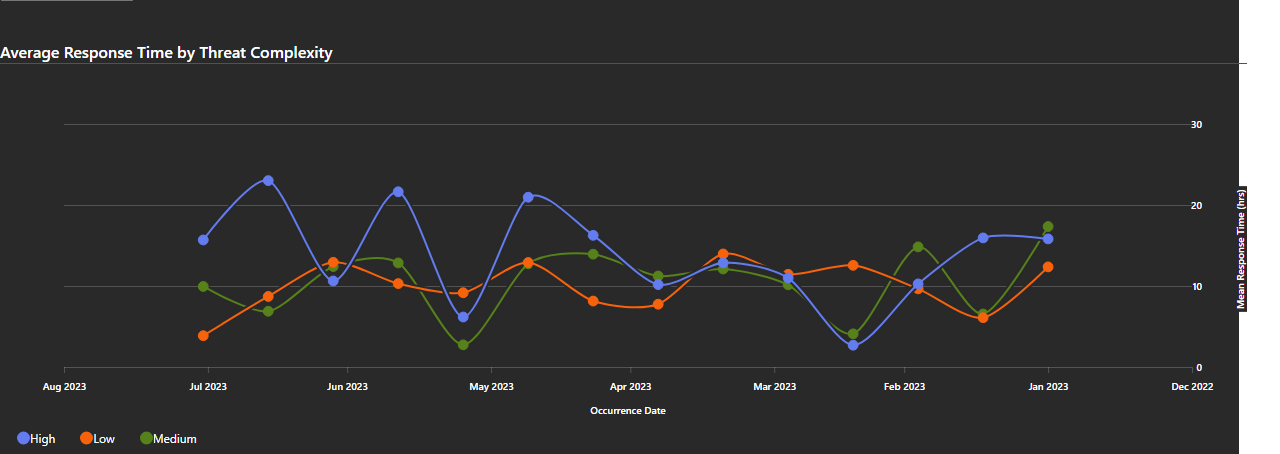 Average Response Time by Threat Complexity
30
20
10
0
Mean Response Time (hrs)
Aug 2023 Jul 2023 Jun 2023 May 2023 Apr 2023 Mar 2023 Feb 2023 Jan 2023 Dec 2022
Occurrence Date
High Low Medium